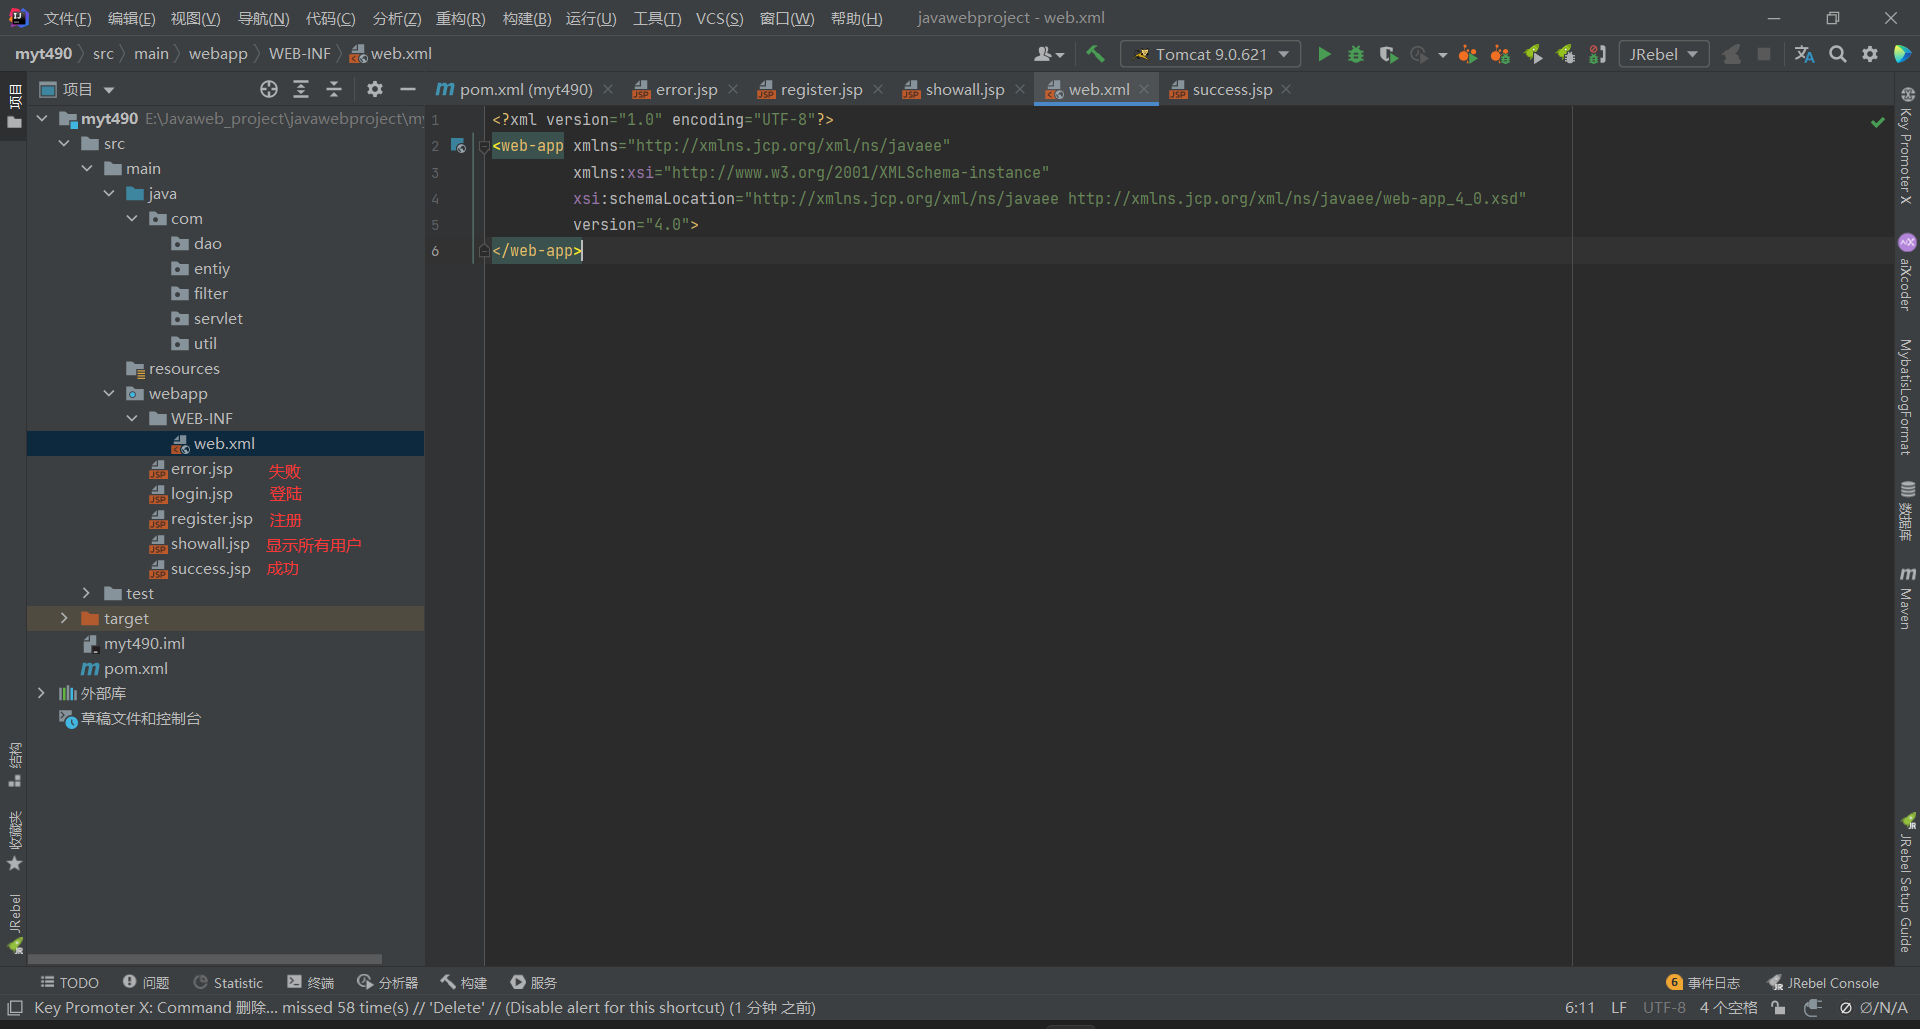 文件(F) 编辑(E) 视图(V) 导航(N) 代码(C) 分析(Z) 重构(R) 构建(B) 运行(U) 工具(T) VCS(S) 窗口(W) 帮助(H) javawebproject - web.xml
myt490 src main webapp WEB-INF web.xml Tomcat 9.0.621 JRebel
项目 pom.xml (myt490) error.jsp register.jsp showall.jsp web.xml success.jsp
项目
myt490 E:\Javaweb_project\javawebproject\my
src
main
java
com
dao
entiy
filter
servlet
util
resources
webapp
WEB-INF
web.xml
error.jsp 失败
login.jsp 登陆
register.jsp 注册
showall.jsp 显示所有用户
success.jsp 成功
test
target
myt490.iml
pom.xml
外部库
草稿文件和控制台
结构
收藏夹
JRebel
1 <?xml version="1.0" encoding="UTF-8"?>
2 <web-app xmlns="http://xmlns.jcp.org/xml/ns/javaee"
3 xmlns:xsi="http://www.w3.org/2001/XMLSchema-instance"
4 xsi:schemaLocation="http://xmlns.jcp.org/xml/ns/javaee http://xmlns.jcp.org/xml/ns/javaee/web-app_4_0.xsd"
5 version="4.0">
6 </web-app>
Key Promoter X
aiXcoder
MybatisLogFormat
数据库
Maven
JRebel Setup Guide
TODO 问题 Statistic 终端 分析器 构建 服务 6 事件日志 JRebel Console
Key Promoter X: Command 删除... missed 58 time(s) // 'Delete' // (Disable alert for this shortcut) (1 分钟 之前) 6:11 LF UTF-8 4 个空格 Ø/N/A